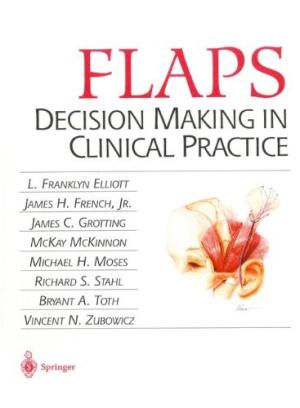 FLAPS
DECISION MAKING IN
CLINICAL PRACTICE
L. FRANKLYN ELLIOTT
JAMES H. FRENCH, JR.
JAMES C. GROTTING
MCKAY MCKINNON
MICHAEL H. MOSES
RICHARD S. STAHL
BRYANT A. TOTH
VINCENT N. ZUBOWICZ
Springer